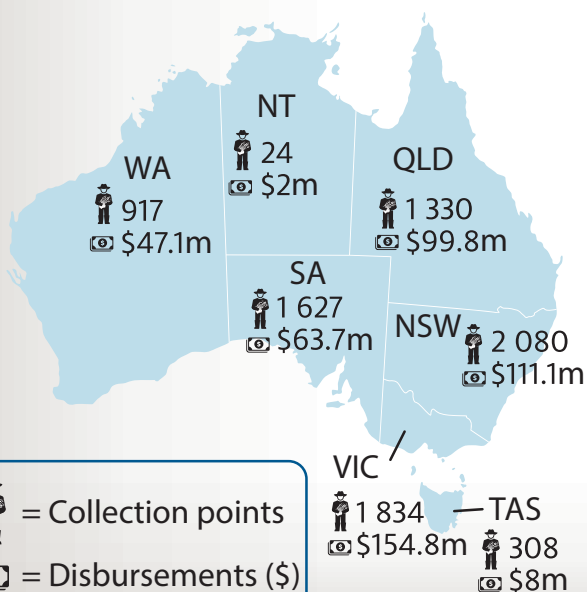 NT
24
$2m
WA
917
$47.1m
QLD
1 330
$99.8m
SA
1 627
$63.7m
NSW
2 080
$111.1m
VIC
1 834
$154.8m
TAS
308
$8m
= Collection points
= Disbursements ($)